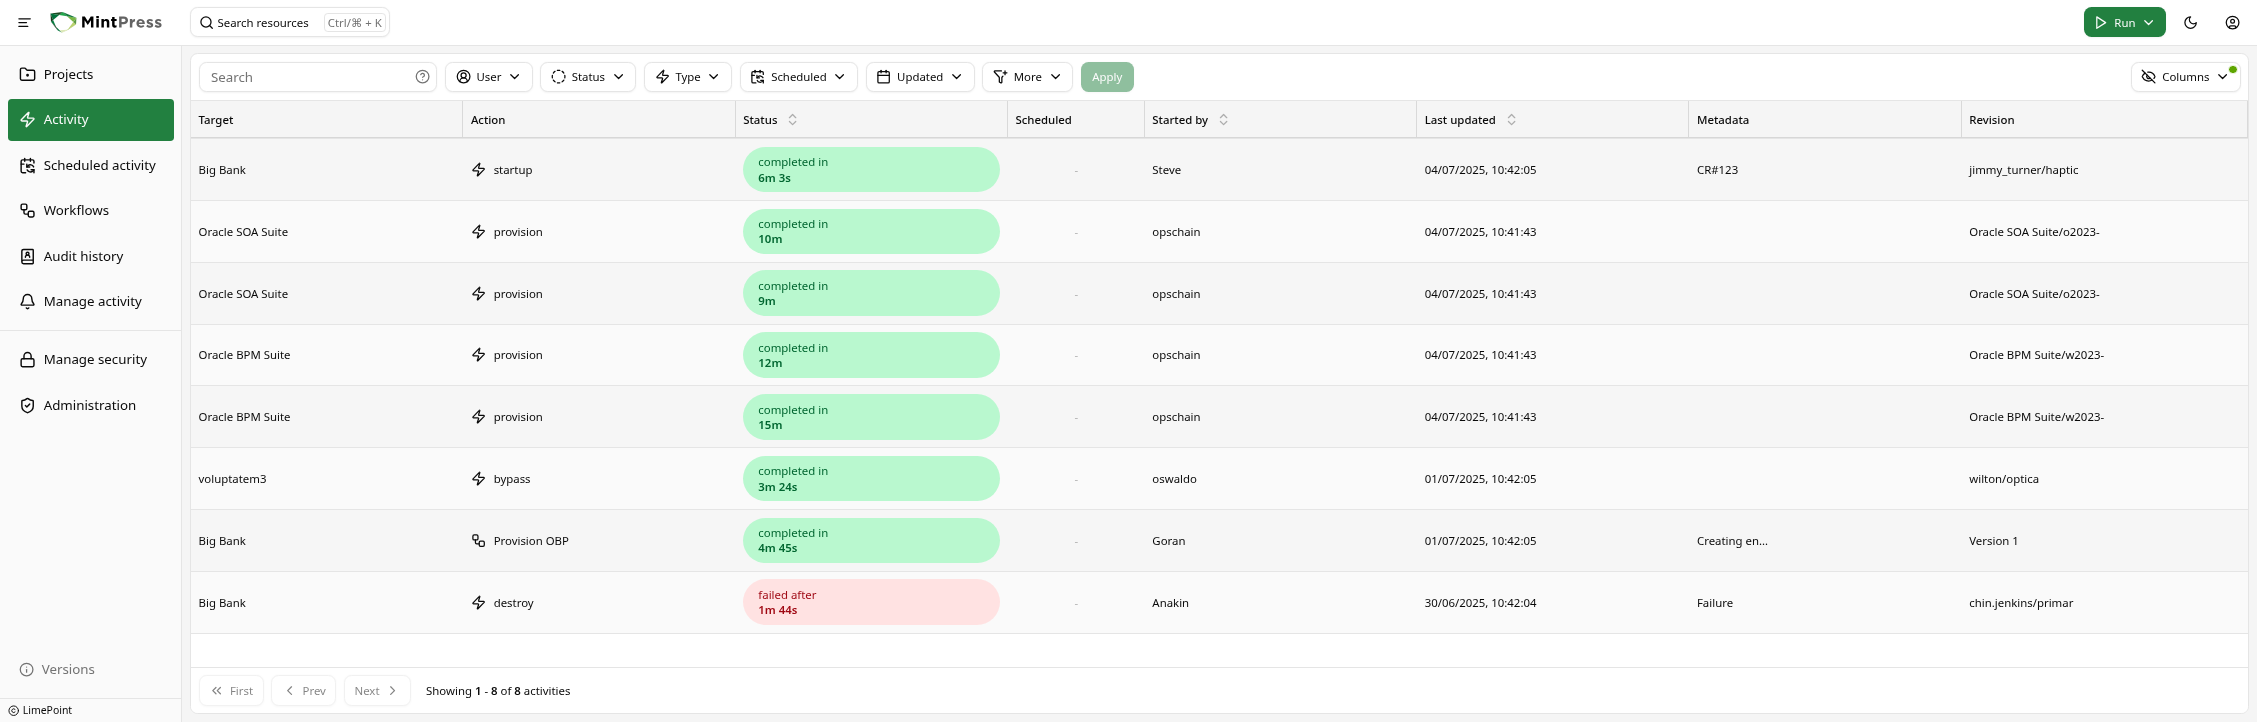 MintPress
Search resources Ctrl/⌘ + K
Run
Projects
Activity
Scheduled activity
Workflows
Audit history
Manage activity
Manage security
Administration
Versions
© LimePoint
Search User Status Type Scheduled Updated More Apply Columns
Target Action Status Scheduled Started by Last updated Metadata Revision
Big Bank startup completed in 6m 3s - Steve 04/07/2025, 10:42:05 CR#123 jimmy_turner/haptic
Oracle SOA Suite provision completed in 10m - opschain 04/07/2025, 10:41:43 Oracle SOA Suite/o2023-
Oracle SOA Suite provision completed in 9m - opschain 04/07/2025, 10:41:43 Oracle SOA Suite/o2023-
Oracle BPM Suite provision completed in 12m - opschain 04/07/2025, 10:41:43 Oracle BPM Suite/w2023-
Oracle BPM Suite provision completed in 15m - opschain 04/07/2025, 10:41:43 Oracle BPM Suite/w2023-
voluptatem3 bypass completed in 3m 24s - oswaldo 01/07/2025, 10:42:05 wilton/optica
Big Bank Provision OBP completed in 4m 45s - Goran 01/07/2025, 10:42:05 Creating en... Version 1
Big Bank destroy failed after 1m 44s - Anakin 30/06/2025, 10:42:04 Failure chin.jenkins/primar
First Prev Next Showing 1 - 8 of 8 activities